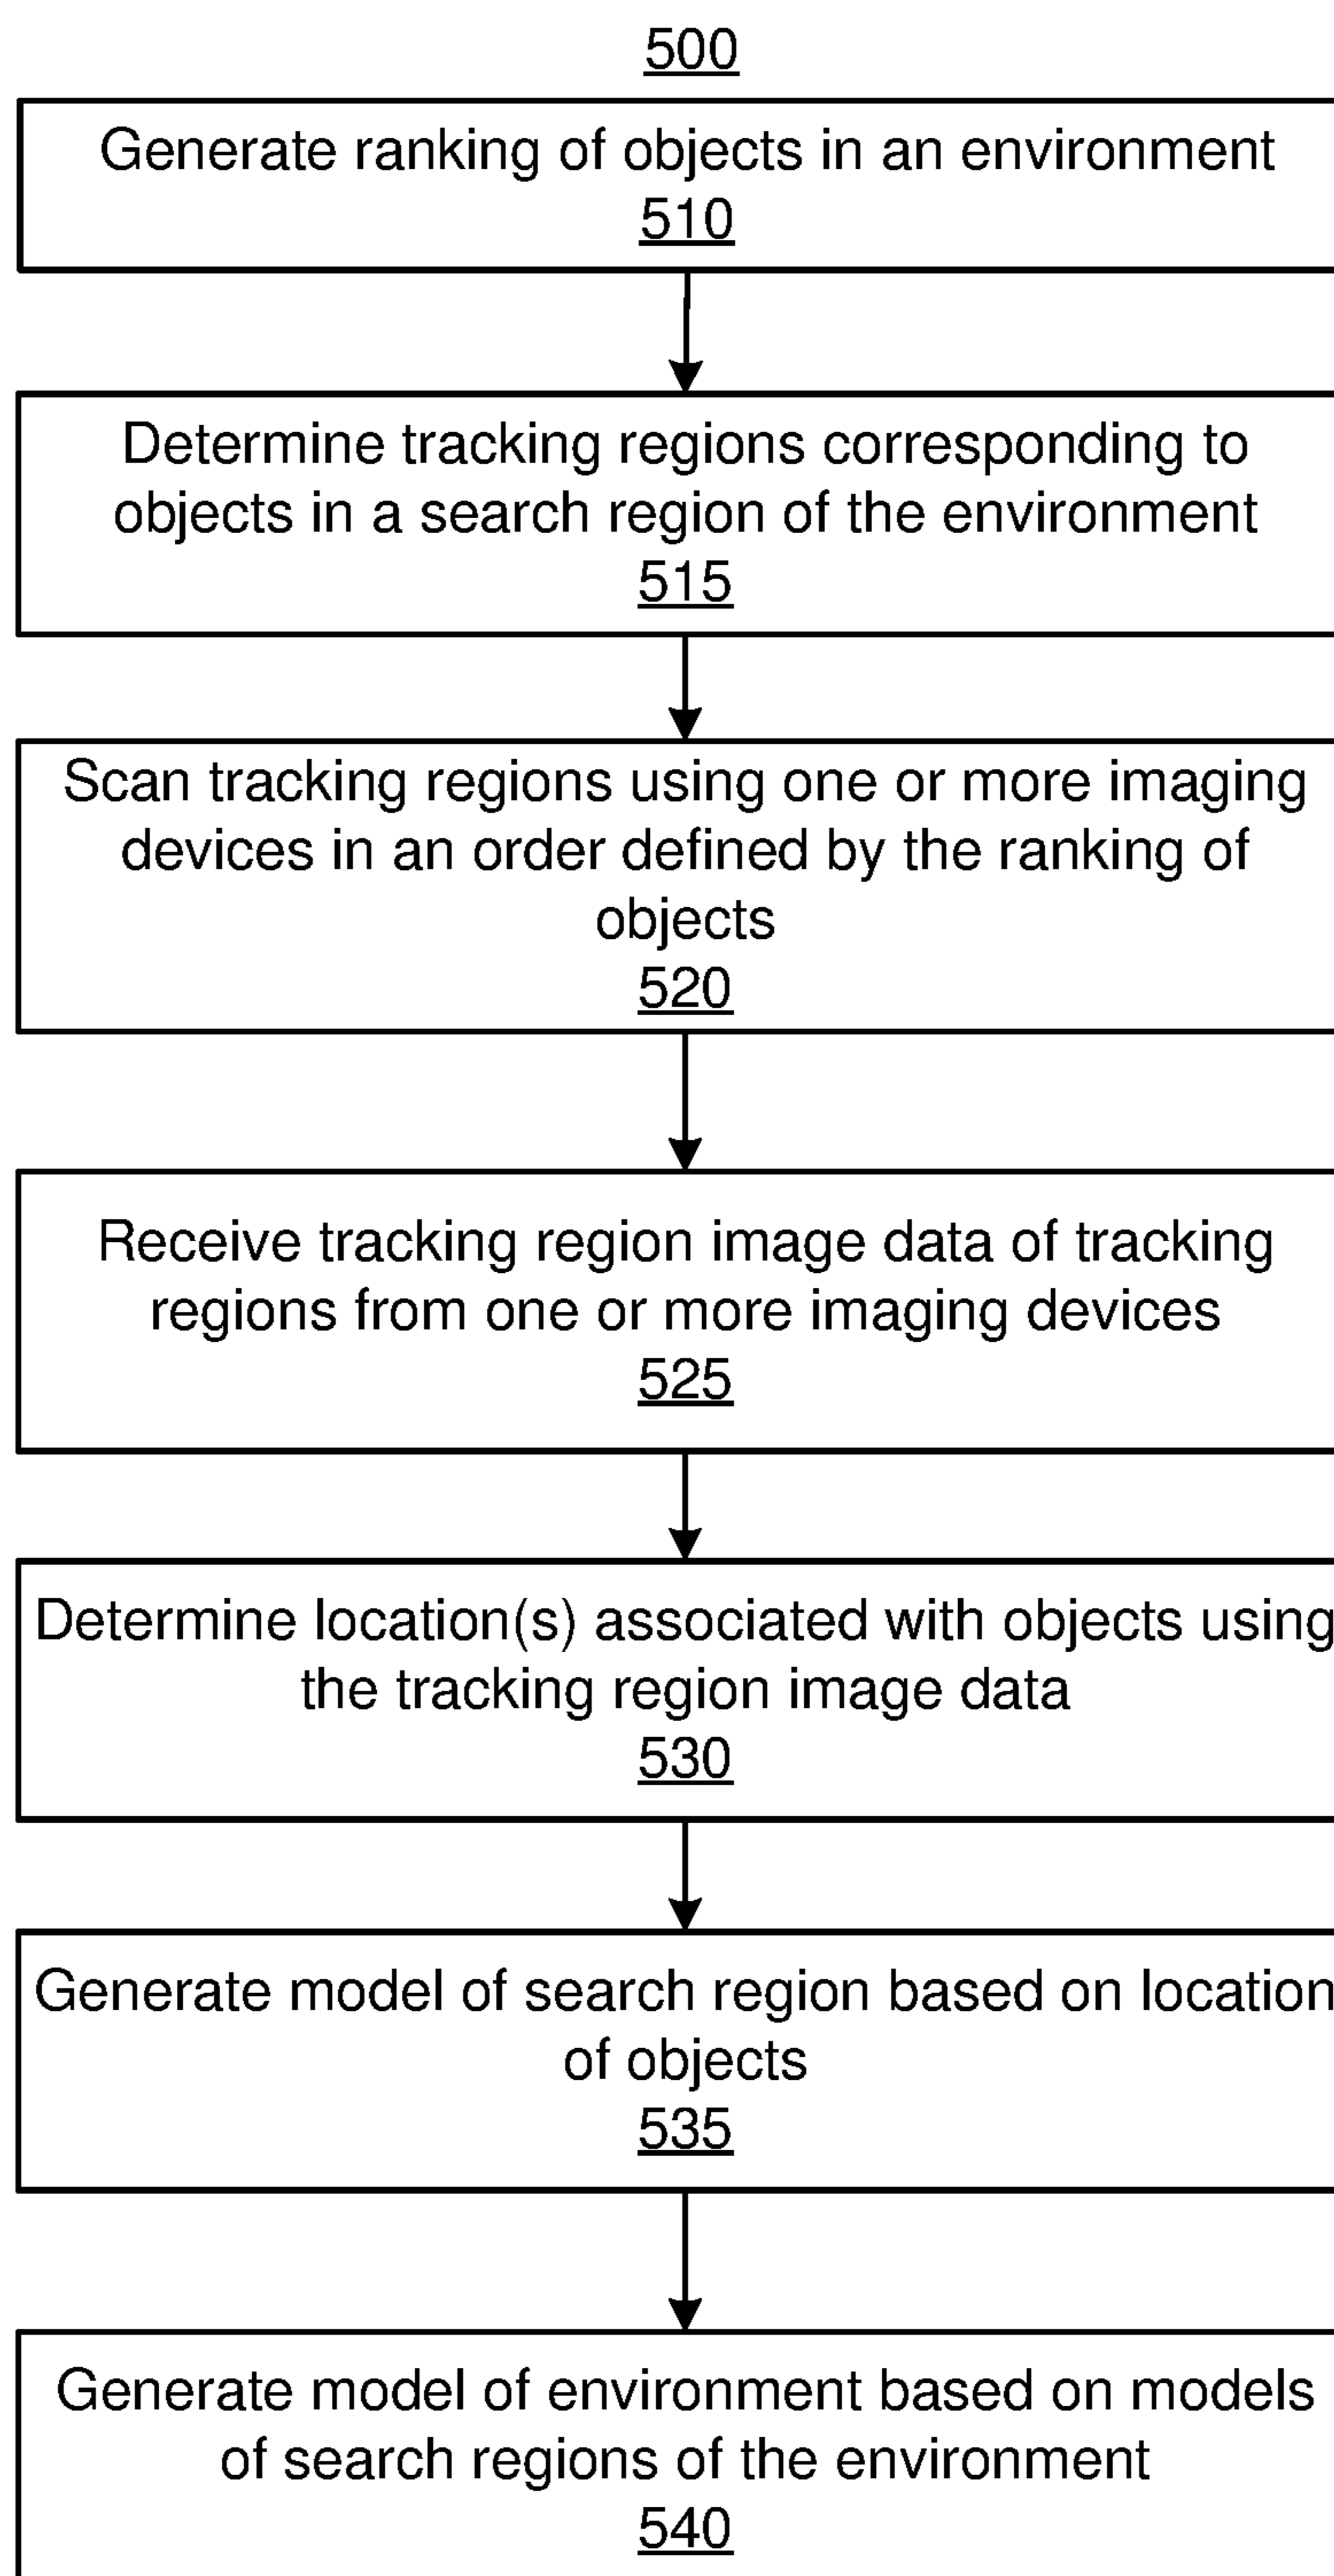 500
Generate ranking of objects in an environment
510
Determine tracking regions corresponding to
objects in a search region of the environment
515
Scan tracking regions using one or more imaging
devices in an order defined by the ranking of
objects
520
Receive tracking region image data of tracking
regions from one or more imaging devices
525
Determine location(s) associated with objects using
the tracking region image data
530
Generate model of search region based on location
of objects
535
Generate model of environment based on models
of search regions of the environment
540